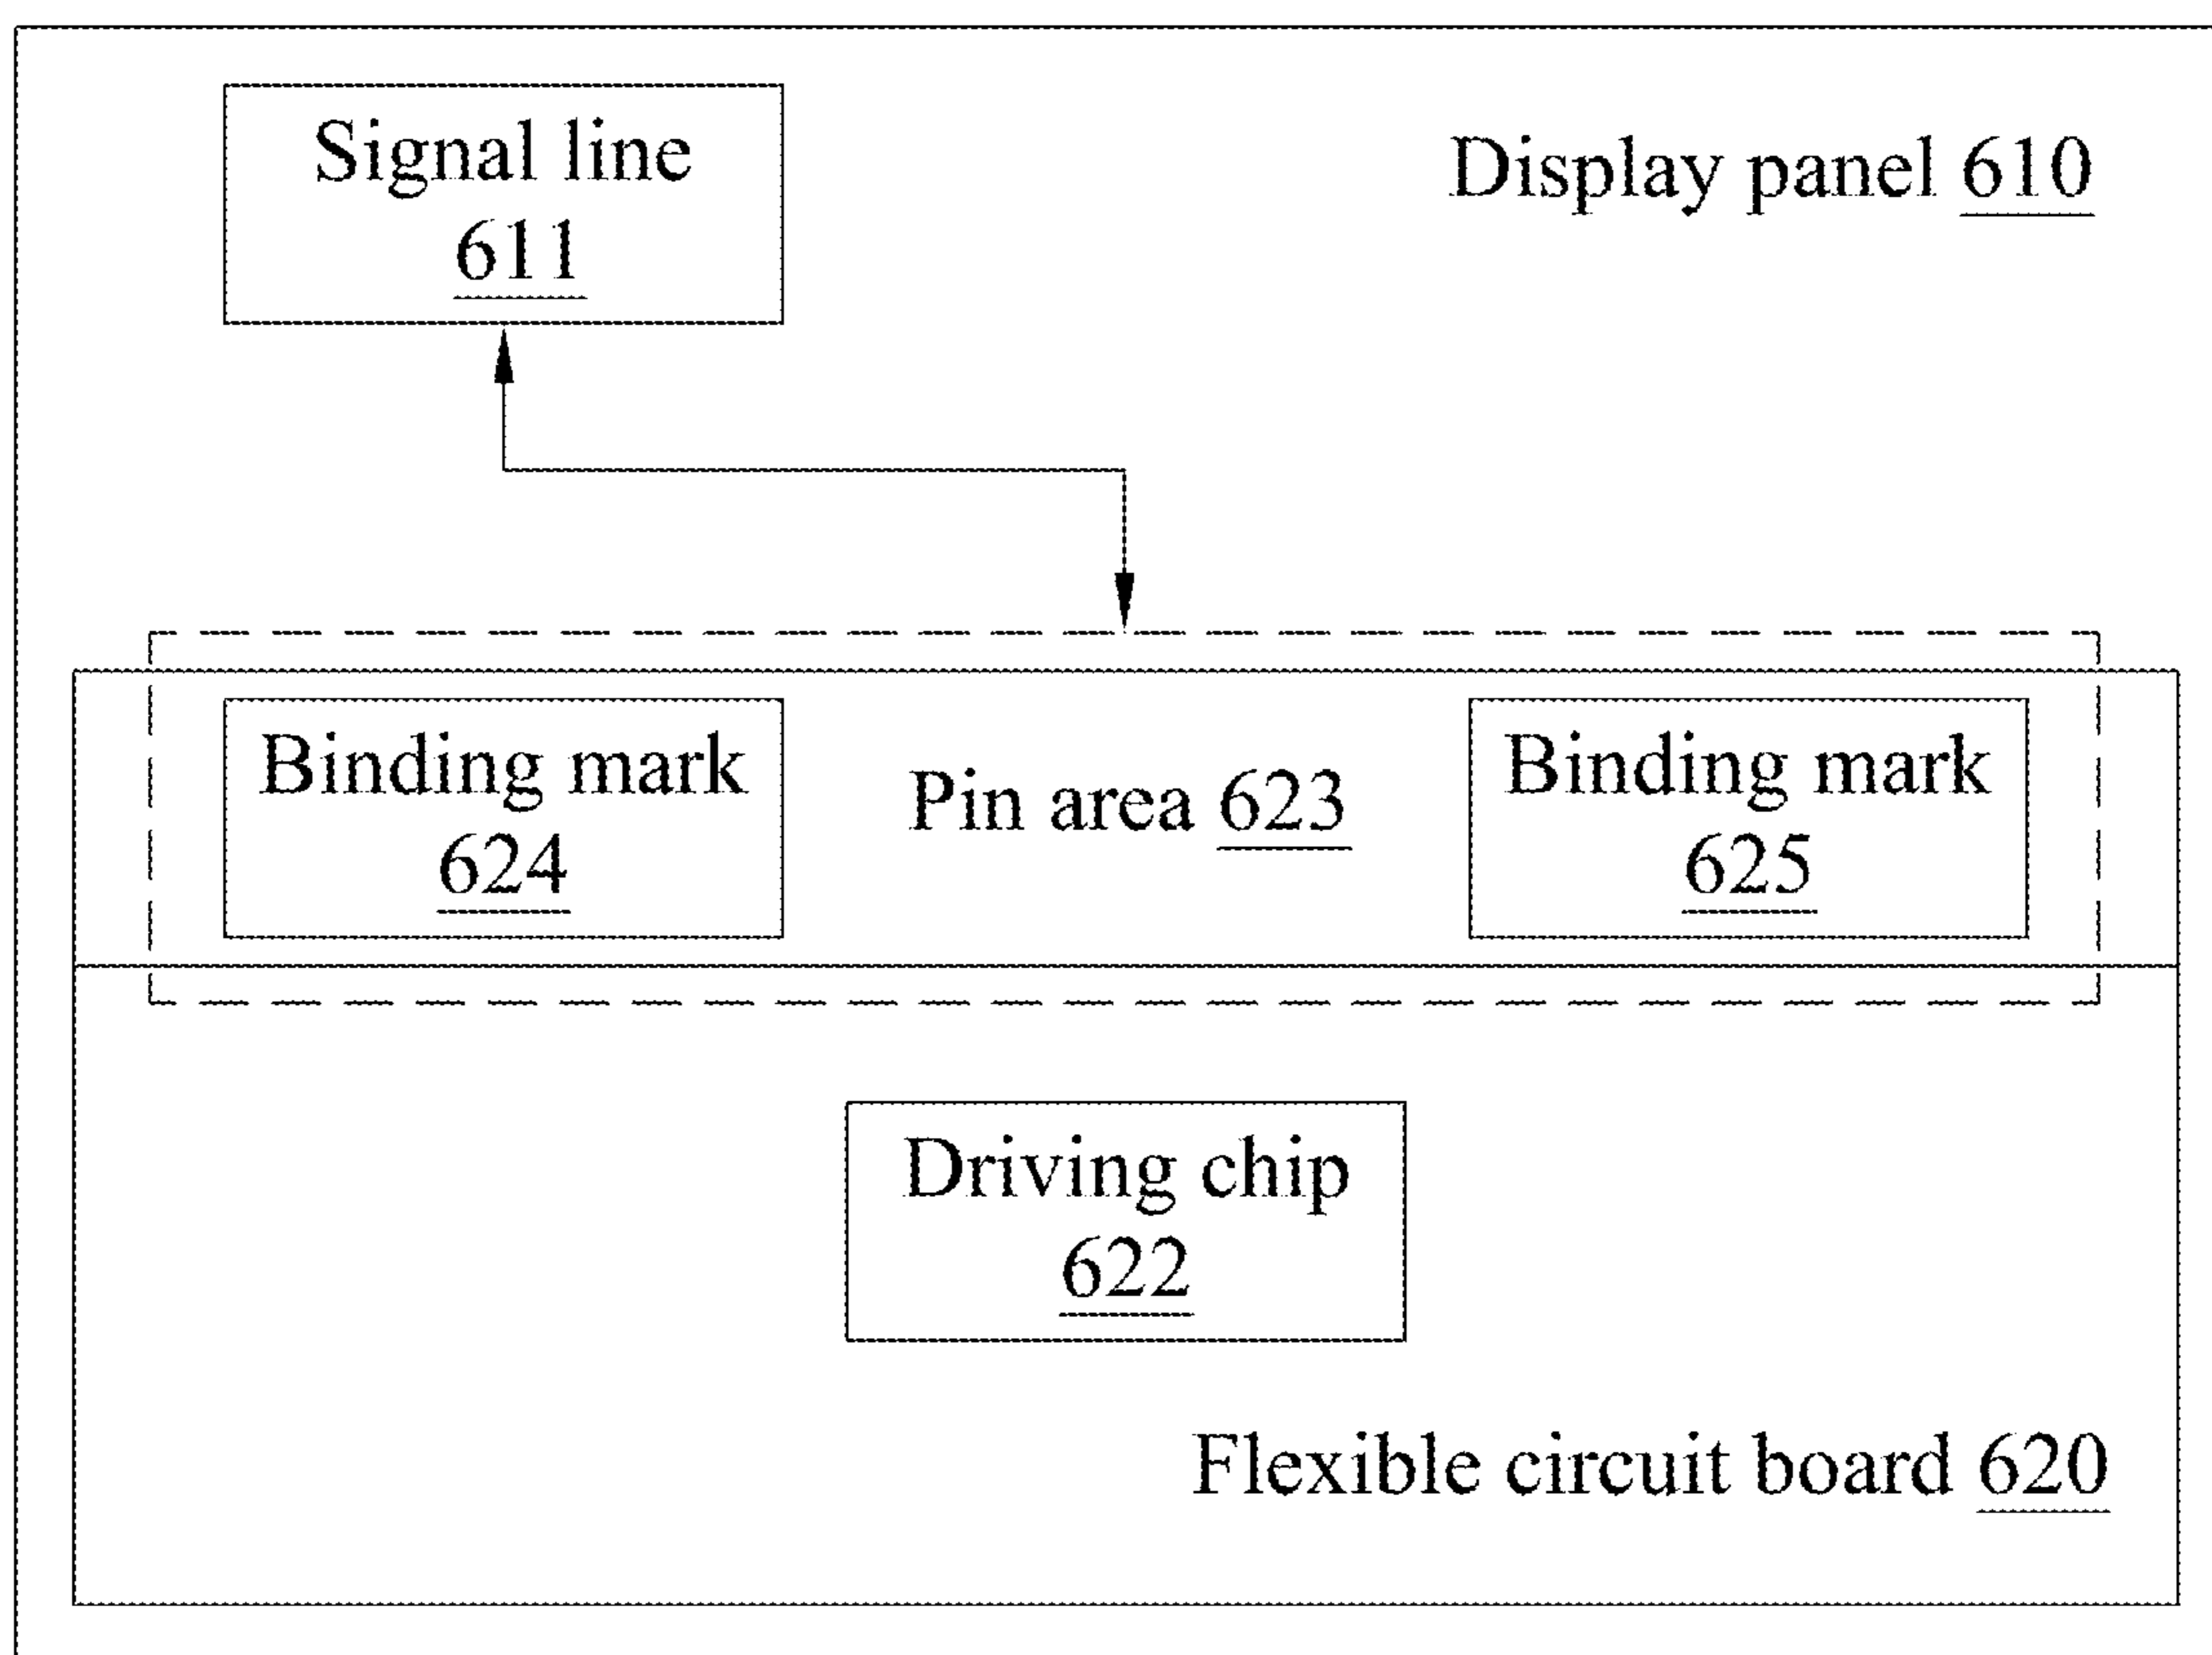 Signal line
611
Display panel 610
Binding mark
624
Pin area 623
Binding mark
625
Driving chip
622
Flexible circuit board 620